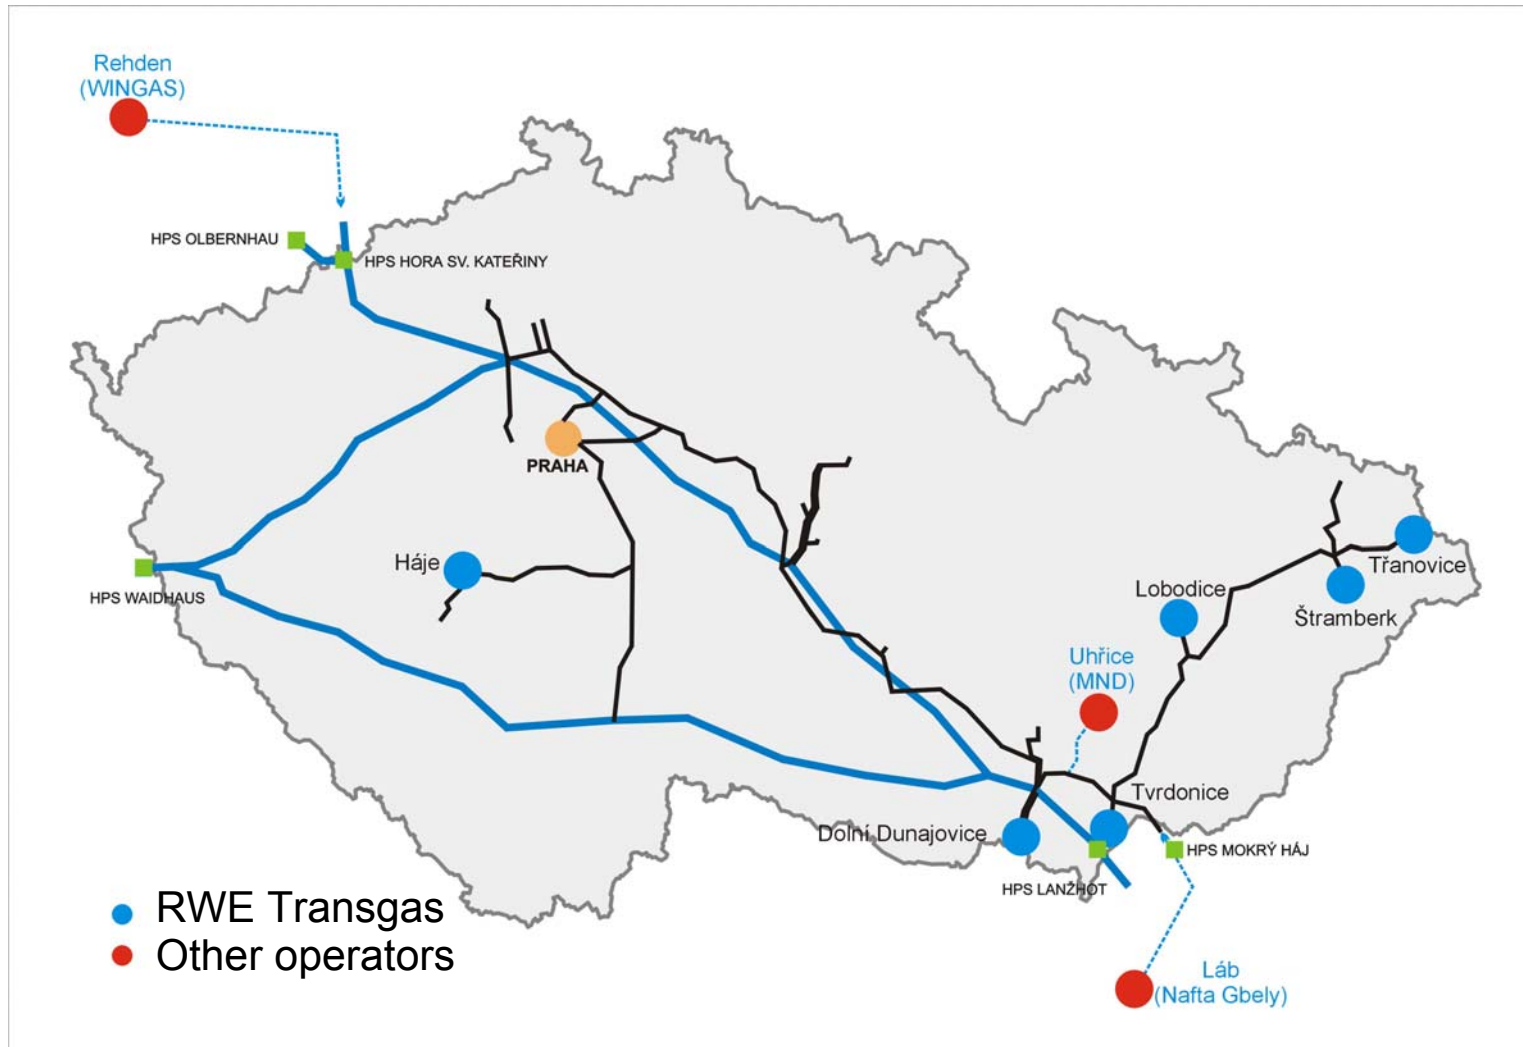 Rehden
(WINGAS)
HPS OLBERNHAU
HPS HORA SV. KATEŘINY
PRAHA
Háje
HPS WAIDHAUS
Třanovice
Lobodice
Štramberk
Uhřice
(MND)
Tvrdonice
Dolní Dunajovice
HPS MOKRÝ HÁJ
HPS LANŽHOT
RWE Transgas
Other operators
Láb
(Nafta Gbely)